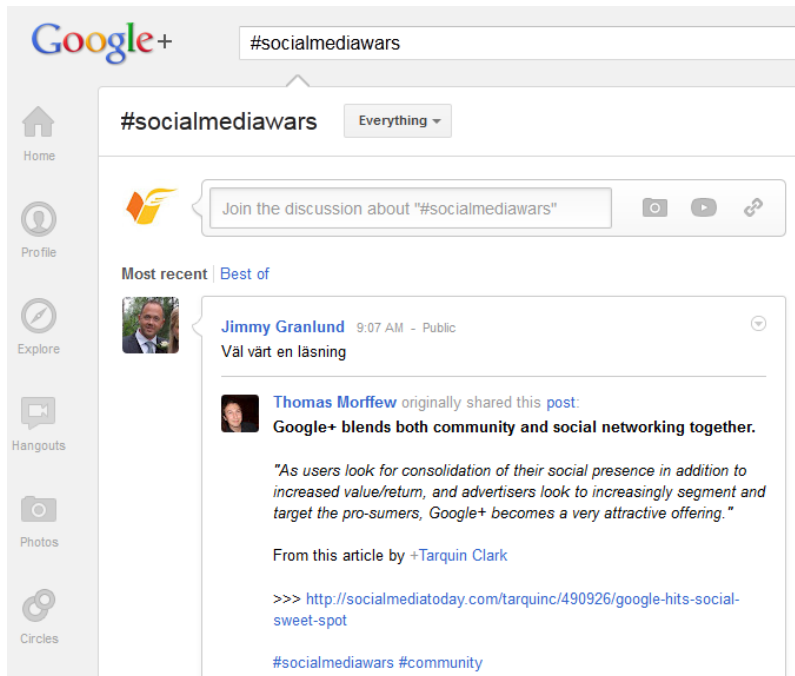 Google+
#socialmediawars
#socialmediawars
Everything
Home
Profile
Explore
Hangouts
Photos
Circles
Join the discussion about "#socialmediawars"
Most recent Best of
Jimmy Granlund 9:07 AM - Public
Väl värt en läsning
Thomas Morffew originally shared this post:
Google+ blends both community and social networking together.
"As users look for consolidation of their social presence in addition to
increased value/return, and advertisers look to increasingly segment and
target the pro-sumers, Google+ becomes a very attractive offering."
From this article by +Tarquin Clark
>>> http://socialmediatoday.com/tarquinc/490926/google-hits-social-
sweet-spot
#socialmediawars #community